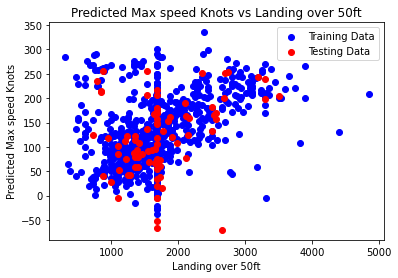 Predicted Max speed Knots vs Landing over 50ft
Training Data
Testing Data
Predicted Max speed Knots
350
300
250
200
150
100
50
0
−50
1000
2000
3000
4000
5000
Landing over 50ft